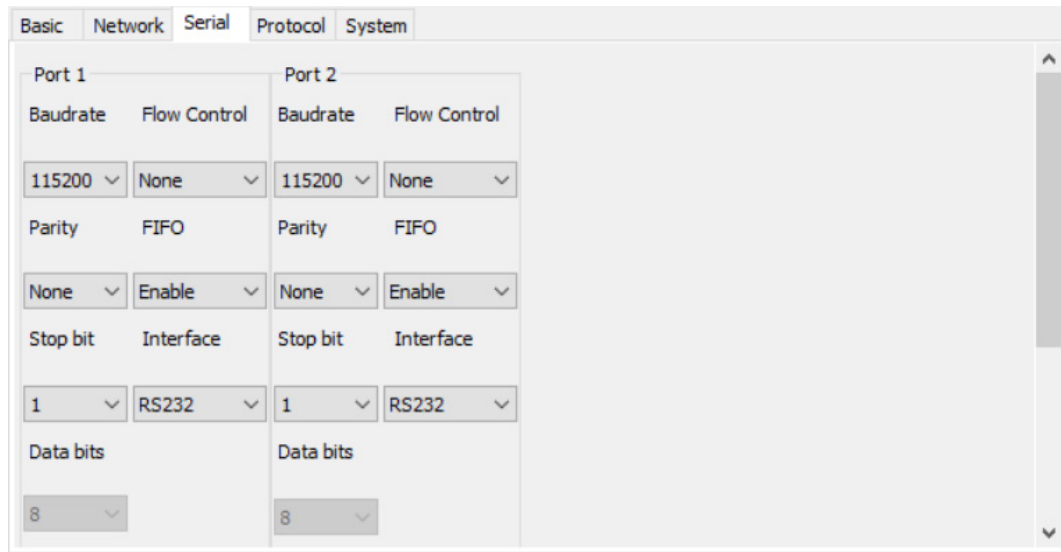 Basic Network Serial Protocol System
Port 1 Port 2
Baudrate Flow Control Baudrate Flow Control
115200 None 115200 None
Parity FIFO Parity FIFO
None Enable None Enable
Stop bit Interface Stop bit Interface
1 RS232 1 RS232
Data bits Data bits
8 8